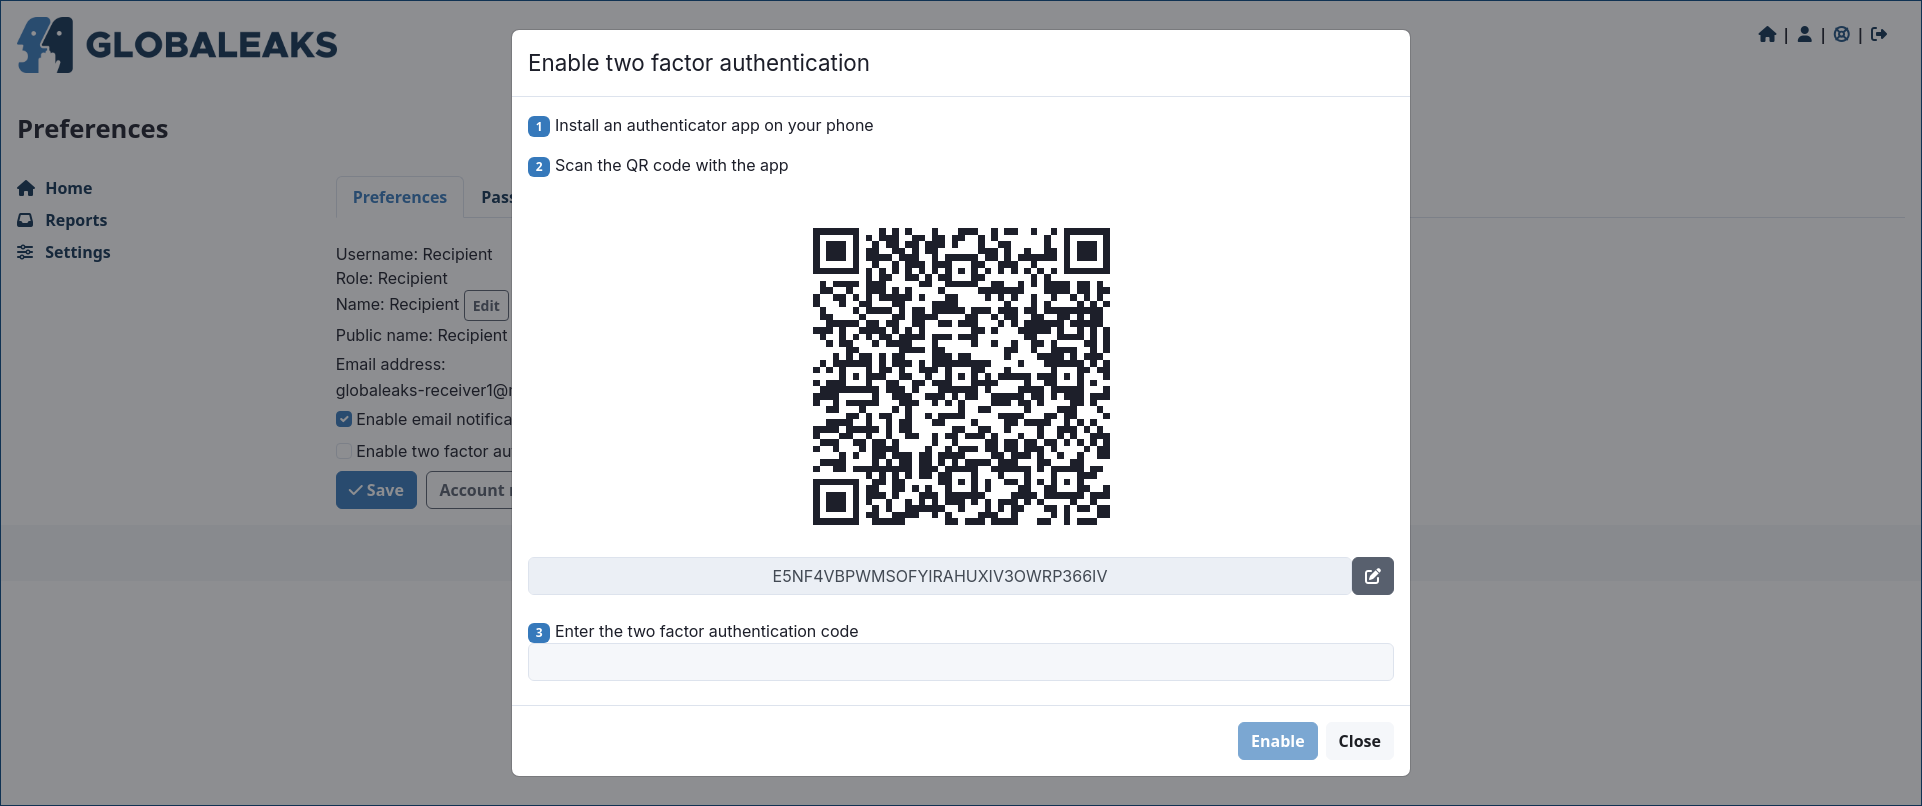 GLOBALEAKS
| | |
Preferences
Home
Reports
Settings
Preferences
Username: Recipient
Role: Recipient
Name: Recipient Edit
Public name: Recipient
Email address:
globaleaks-receiver1@
Enable email notifica
Enable two factor au
Save Account
Enable two factor authentication
1 Install an authenticator app on your phone
2 Scan the QR code with the app
E5NF4VBPWMSOFYIRAHUXIV3OWRP366IV
3 Enter the two factor authentication code
Enable Close